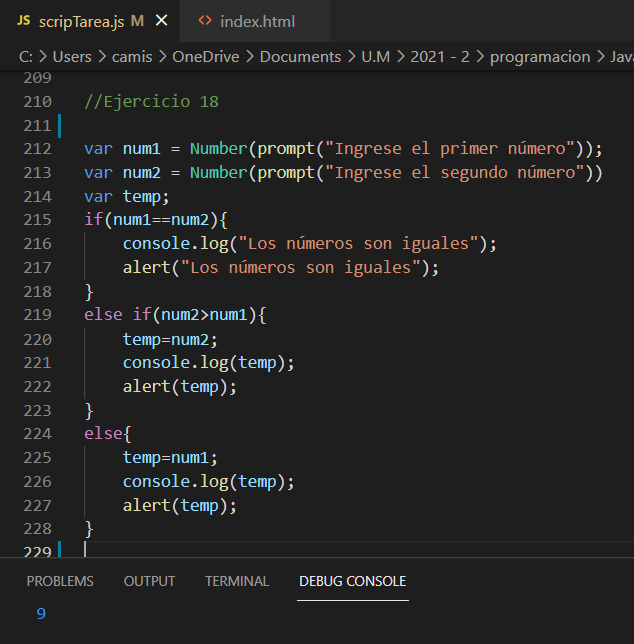 JS scripTarea.js M × <> index.html
C: > Users > camis > OneDrive > Documents > U.M > 2021 - 2 > programacion > Jav
209
210 //Ejercicio 18
211
212 var num1 = Number(prompt("Ingrese el primer número"));
213 var num2 = Number(prompt("Ingrese el segundo número"))
214 var temp;
215 if(num1==num2){
216 console.log("Los números son iguales");
217 alert("Los números son iguales");
218 }
219 else if(num2>num1){
220 temp=num2;
221 console.log(temp);
222 alert(temp);
223 }
224 else{
225 temp=num1;
226 console.log(temp);
227 alert(temp);
228 }
229
PROBLEMS OUTPUT TERMINAL DEBUG CONSOLE
9